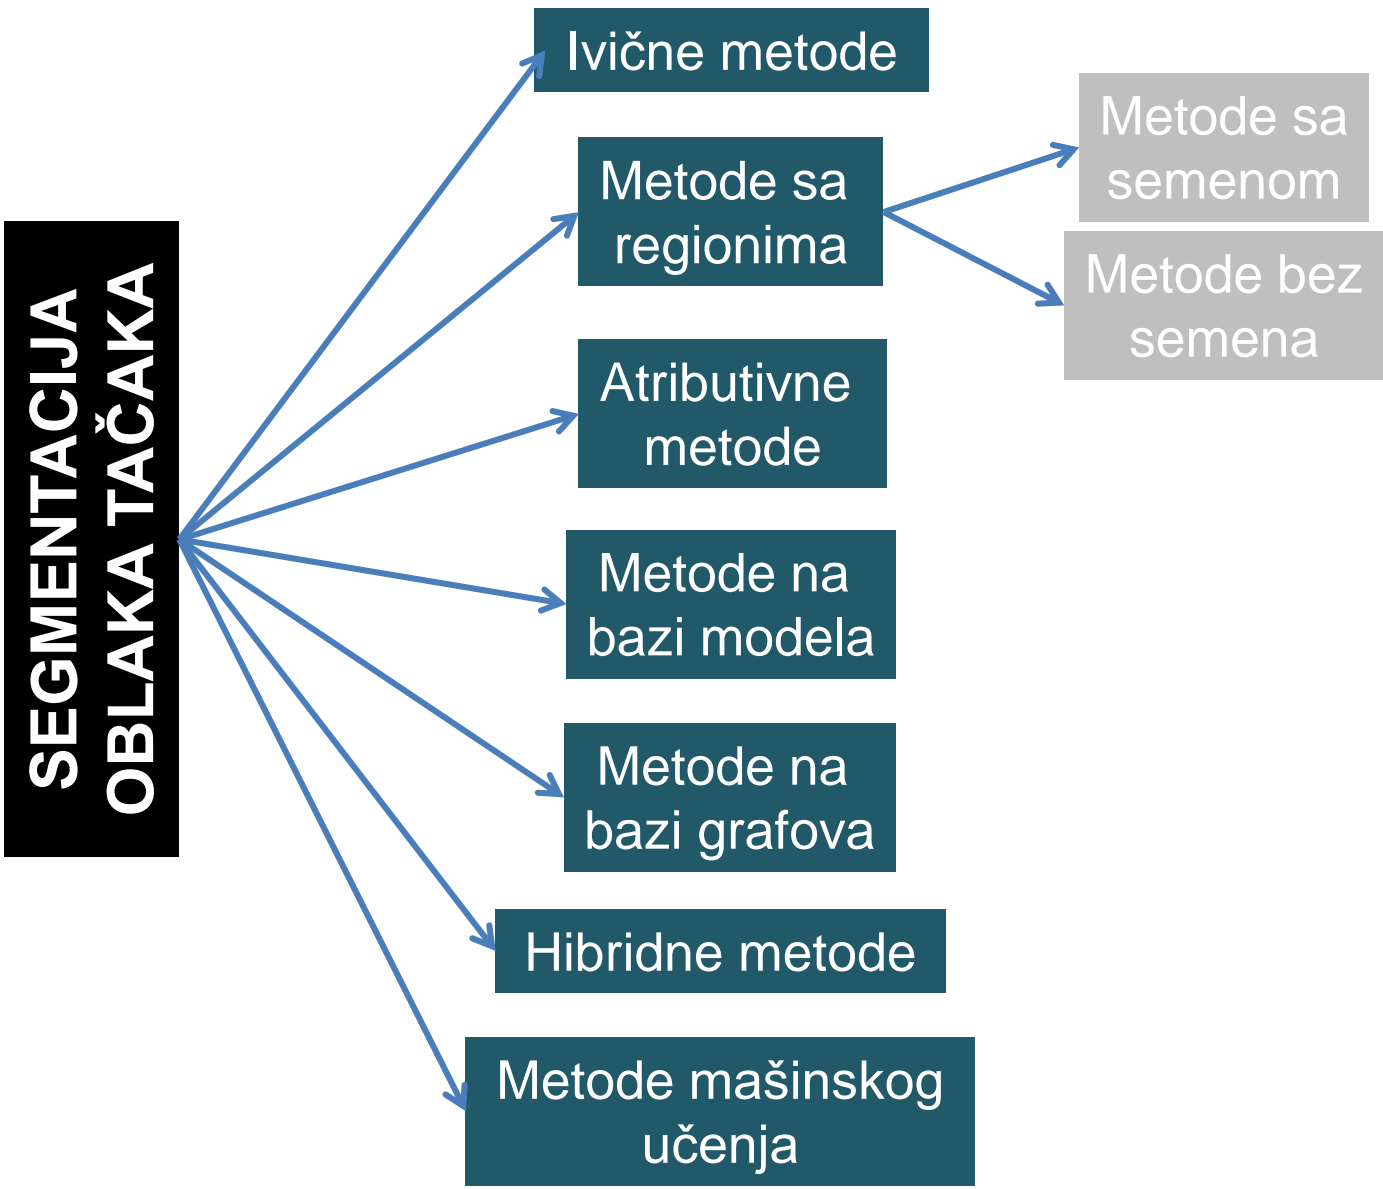 SEGMENTACIJA
OBLAKA TAČAKA
Ivične metode
Metode sa
regionima
Metode sa
semenom
Metode bez
semena
Atributivne
metode
Metode na
bazi modela
Metode na
bazi grafova
Hibridne metode
Metode mašinskog
učenja